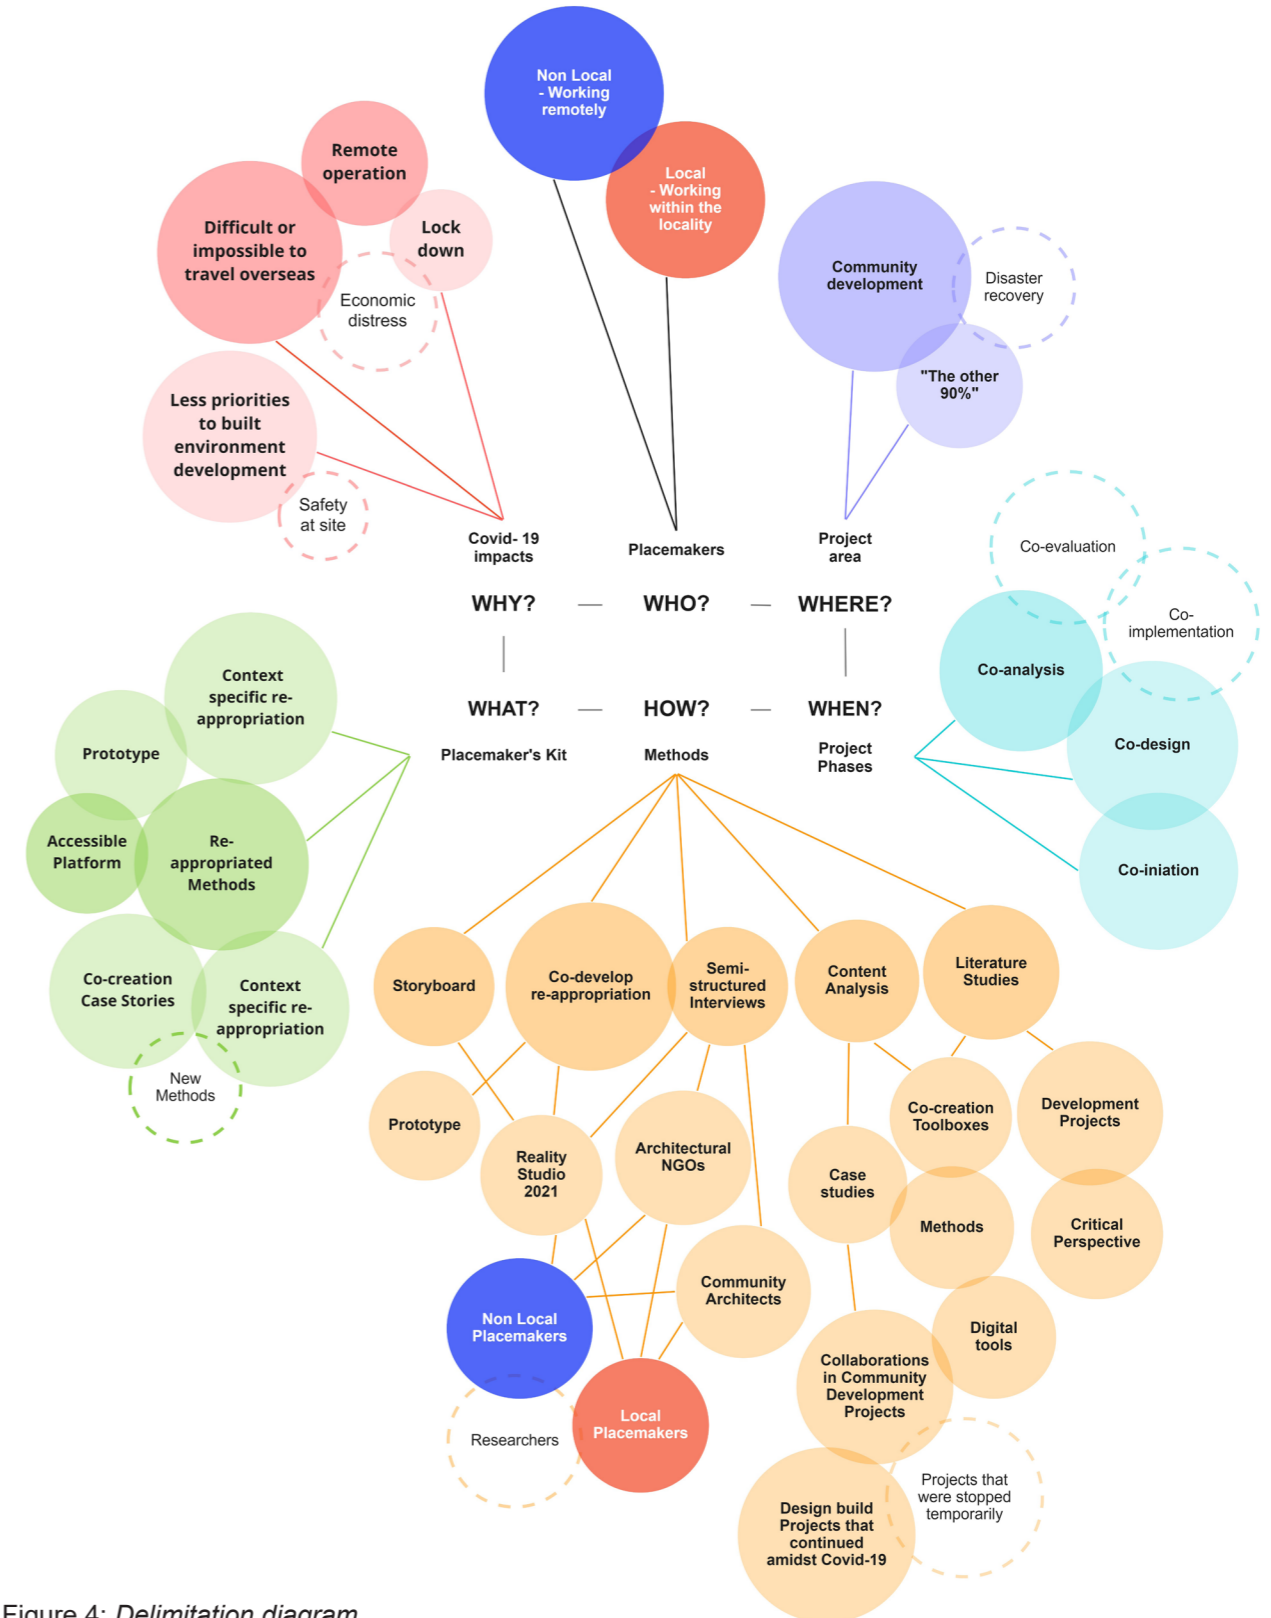 Non Local
- Working
remotely
Local
- Working
within the
locality
Remote
operation
Difficult or
impossible to
travel overseas
Lock
down
Economic
distress
Less priorities
to built
environment
development
Safety
at site
Community
development
Disaster
recovery
"The other
90%"
Covid- 19
impacts
Placemakers
Project
area
WHY?
WHO?
WHERE?
WHAT?
HOW?
WHEN?
Placemaker's Kit
Methods
Project
Phases
Co-evaluation
Co-
implementation
Co-analysis
Co-design
Co-iniation
Context
specific re-
appropriation
Prototype
Accessible
Platform
Re-
appropriated
Methods
Co-creation
Case Stories
Context
specific re-
appropriation
New
Methods
Storyboard
Co-develop
re-appropriation
Semi-
structured
Interviews
Content
Analysis
Literature
Studies
Prototype
Reality
Studio
2021
Architectural
NGOs
Case
studies
Co-creation
Toolboxes
Development
Projects
Methods
Critical
Perspective
Community
Architects
Non Local
Placemakers
Local
Placemakers
Researchers
Digital
tools
Collaborations
in Community
Development
Projects
Projects that
were stopped
temporarily
Design build
Projects that
continued
amidst Covid-19
Figure 4: Delimitation diagram